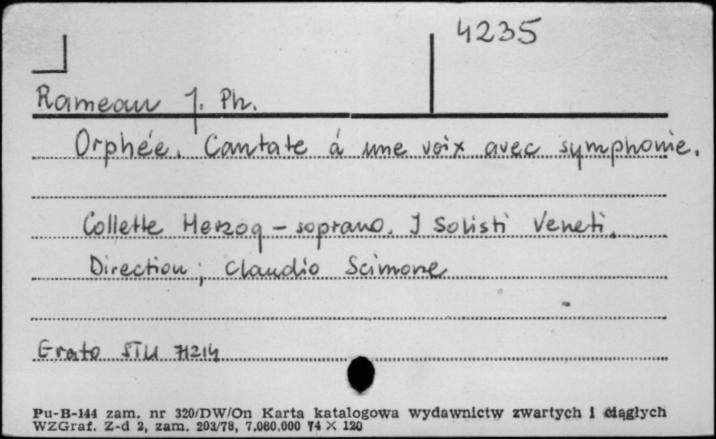 4235
Rameau J. Ph.
Orphée. Cantate á une voix avec symphonie.
Collette Herzog - soprano. I Solisti Veneti.
Direction; Claudio Scimone
Erato STU 71214
Pu-B-144 zam. nr 320/DW/On Karta katalogowa wydawnictw zwartych i ciągłych
WZGraf. Z-d 2, zam. 203/78, 7.080.000 74 × 120